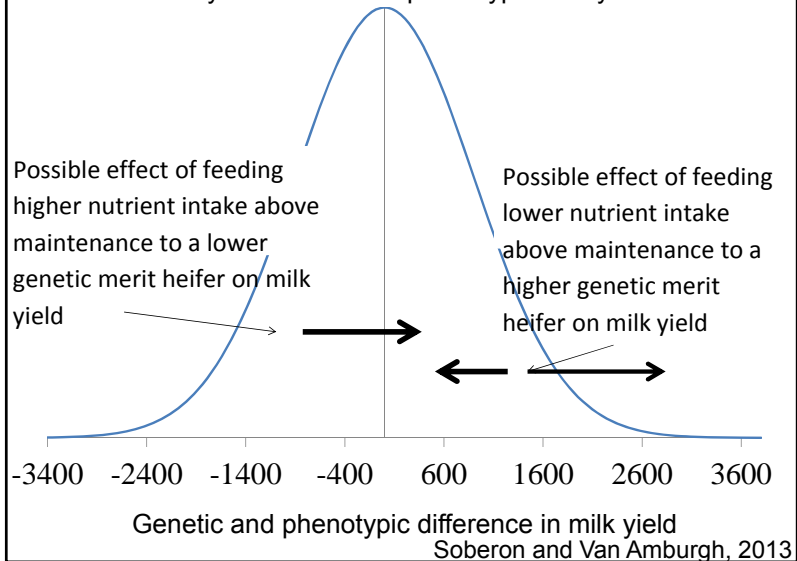 Possible effect of feeding
higher nutrient intake above
maintenance to a lower
genetic merit heifer on milk
yield
Possible effect of feeding
lower nutrient intake
above maintenance to a
higher genetic merit
heifer on milk yield
-3400 -2400 -1400 -400 600 1600 2600 3600
Genetic and phenotypic difference in milk yield
Soberon and Van Amburgh, 2013